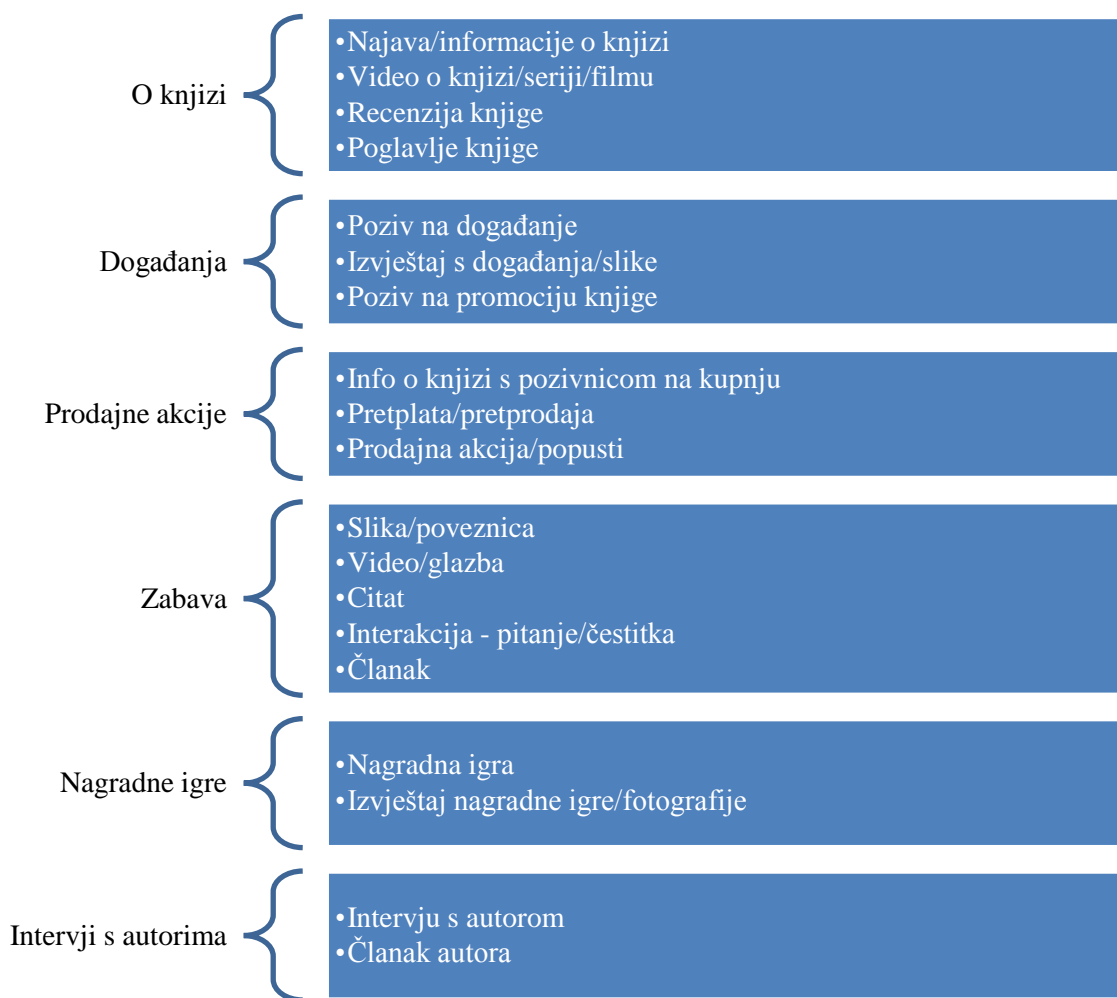 O knjizi
•Najava/informacije o knjizi
•Video o knjizi/seriji/filmu
•Recenzija knjige
•Poglavlje knjige
Događanja
•Poziv na događanje
•Izvještaj s događanja/slike
•Poziv na promociju knjige
Prodajne akcije
•Info o knjizi s pozivnicom na kupnju
•Pretplata/pretprodaja
•Prodajna akcija/popusti
Zabava
•Slika/poveznica
•Video/glazba
•Citat
•Interakcija - pitanje/čestitka
•Članak
Nagradne igre
•Nagradna igra
•Izvještaj nagradne igre/fotografije
Intervji s autorima
•Intervju s autorom
•Članak autora